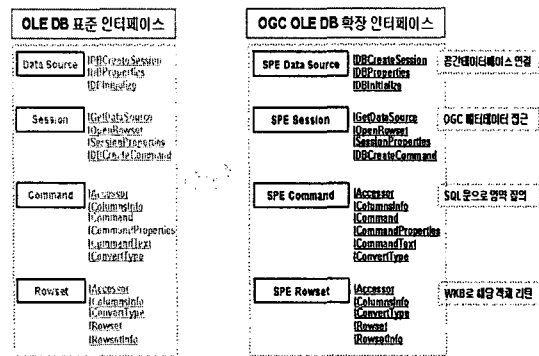 OLE DB 표준 인터페이스
Data Source
IDBCreateSession
IDBProperties
IDBInitialize
Session
IGetDataSource
IOpenRowset
ISessionProperties
IDBCreateCommand
Command
IAccessor
IColumnsInfo
ICommand
ICommandProperties
ICommandText
IConvertType
Rowset
IAccessor
IColumnsInfo
IConvertType
IRowset
IRowsetInfo
OGC OLE DB 확장 인터페이스
SPE Data Source
IDBCreateSession
IDBProperties
IDBInitialize
공간데이터베이스 연결
SPE Session
IGetDataSource
IOpenRowset
ISessionProperties
IDBCreateCommand
OGC 메타데이터 접근
SPE Command
IAccessor
IColumnsInfo
ICommand
ICommandProperties
ICommandText
IConvertType
SQL문으로 영역 질의
SPE Rowset
IAccessor
IColumnsInfo
IConvertType
IRowset
IRowsetInfo
WKB로 해당 객체 리턴